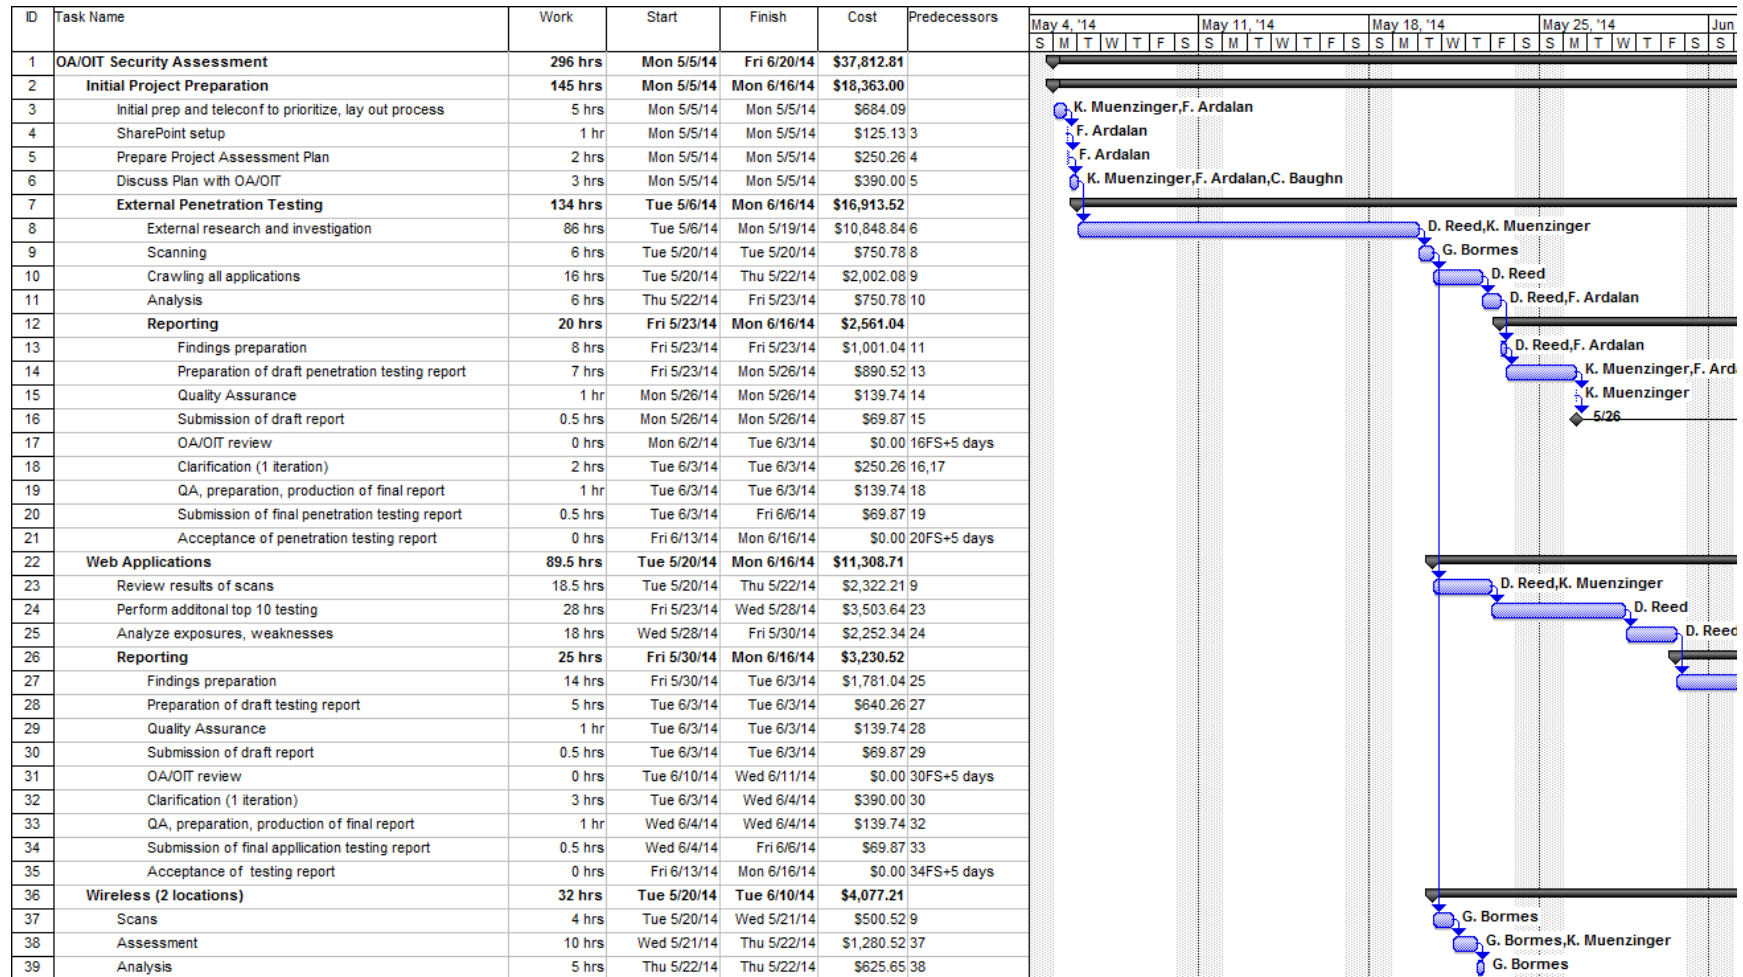 ID Task Name Work Start Finish Cost Predecessors May 4, '14 May 11, '14 May 18, '14 May 25, '14 Jun
S M T W T F S S M T W T F S S M T W T F S S M T W T F S S
1 OA/OIT Security Assessment 296 hrs Mon 5/5/14 Fri 6/20/14 $37,812.81
2 Initial Project Preparation 145 hrs Mon 5/5/14 Mon 6/16/14 $18,363.00
3 Initial prep and teleconf to prioritize, lay out process 5 hrs Mon 5/5/14 Mon 5/5/14 $684.09 K. Muenzinger,F. Ardalan
4 SharePoint setup 1 hr Mon 5/5/14 Mon 5/5/14 $125.13 3 F. Ardalan
5 Prepare Project Assessment Plan 2 hrs Mon 5/5/14 Mon 5/5/14 $250.26 4 F. Ardalan
6 Discuss Plan with OA/OIT 3 hrs Mon 5/5/14 Mon 5/5/14 $390.00 5 K. Muenzinger,F. Ardalan,C. Baughn
7 External Penetration Testing 134 hrs Tue 5/6/14 Mon 6/16/14 $16,913.52
8 External research and investigation 86 hrs Tue 5/6/14 Mon 5/19/14 $10,848.84 6 D. Reed,K. Muenzinger
9 Scanning 6 hrs Tue 5/20/14 Tue 5/20/14 $750.78 8 G. Bormes
10 Crawling all applications 16 hrs Tue 5/20/14 Thu 5/22/14 $2,002.08 9 D. Reed
11 Analysis 6 hrs Thu 5/22/14 Fri 5/23/14 $750.78 10 D. Reed,F. Ardalan
12 Reporting 20 hrs Fri 5/23/14 Mon 6/16/14 $2,561.04
13 Findings preparation 8 hrs Fri 5/23/14 Fri 5/23/14 $1,001.04 11 D. Reed,F. Ardalan
14 Preparation of draft penetration testing report 7 hrs Fri 5/23/14 Mon 5/26/14 $890.52 13 K. Muenzinger,F. Arda
15 Quality Assurance 1 hr Mon 5/26/14 Mon 5/26/14 $139.74 14 K. Muenzinger
16 Submission of draft report 0.5 hrs Mon 5/26/14 Mon 5/26/14 $69.87 15 5/26
17 OA/OIT review 0 hrs Mon 6/2/14 Tue 6/3/14 $0.00 16FS+5 days
18 Clarification (1 iteration) 2 hrs Tue 6/3/14 Tue 6/3/14 $250.26 16,17
19 QA, preparation, production of final report 1 hr Tue 6/3/14 Tue 6/3/14 $139.74 18
20 Submission of final penetration testing report 0.5 hrs Tue 6/3/14 Fri 6/6/14 $69.87 19
21 Acceptance of penetration testing report 0 hrs Fri 6/13/14 Mon 6/16/14 $0.00 20FS+5 days
22 Web Applications 89.5 hrs Tue 5/20/14 Mon 6/16/14 $11,308.71
23 Review results of scans 18.5 hrs Tue 5/20/14 Thu 5/22/14 $2,322.21 9 D. Reed,K. Muenzinger
24 Perform additonal top 10 testing 28 hrs Fri 5/23/14 Wed 5/28/14 $3,503.64 23 D. Reed
25 Analyze exposures, weaknesses 18 hrs Wed 5/28/14 Fri 5/30/14 $2,252.34 24 D. Reed
26 Reporting 25 hrs Fri 5/30/14 Mon 6/16/14 $3,230.52
27 Findings preparation 14 hrs Fri 5/30/14 Tue 6/3/14 $1,781.04 25
28 Preparation of draft testing report 5 hrs Tue 6/3/14 Tue 6/3/14 $640.26 27
29 Quality Assurance 1 hr Tue 6/3/14 Tue 6/3/14 $139.74 28
30 Submission of draft report 0.5 hrs Tue 6/3/14 Tue 6/3/14 $69.87 29
31 OA/OIT review 0 hrs Tue 6/10/14 Wed 6/11/14 $0.00 30FS+5 days
32 Clarification (1 iteration) 3 hrs Tue 6/3/14 Wed 6/4/14 $390.00 30
33 QA, preparation, production of final report 1 hr Wed 6/4/14 Wed 6/4/14 $139.74 32
34 Submission of final appllication testing report 0.5 hrs Wed 6/4/14 Fri 6/6/14 $69.87 33
35 Acceptance of testing report 0 hrs Fri 6/13/14 Mon 6/16/14 $0.00 34FS+5 days
36 Wireless (2 locations) 32 hrs Tue 5/20/14 Tue 6/10/14 $4,077.21
37 Scans 4 hrs Tue 5/20/14 Wed 5/21/14 $500.52 9 G. Bormes
38 Assessment 10 hrs Wed 5/21/14 Thu 5/22/14 $1,280.52 37 G. Bormes,K. Muenzinger
39 Analysis 5 hrs Thu 5/22/14 Thu 5/22/14 $625.65 38 G. Bormes